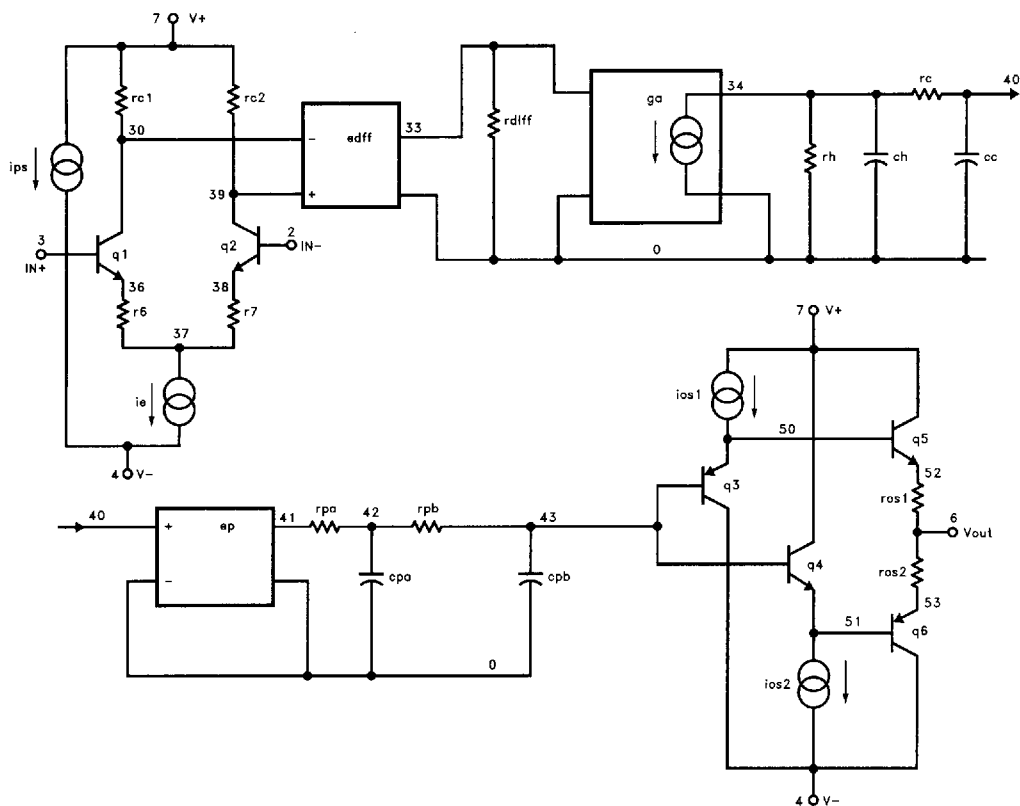 7 V+
rc1
rc2
30
edff
33
rdiff
ga
34
rc
40
ips
39
rh
ch
cc
3
IN+
q1
q2
2
IN-
36
38
0
r6
r7
37
ie
4 V-
7 V+
ios1
50
q5
q3
52
ros1
6
Vout
40
ep
41
rpa
42
rpb
43
q4
ros2
cpa
cpb
53
51
q6
0
ios2
4 V-